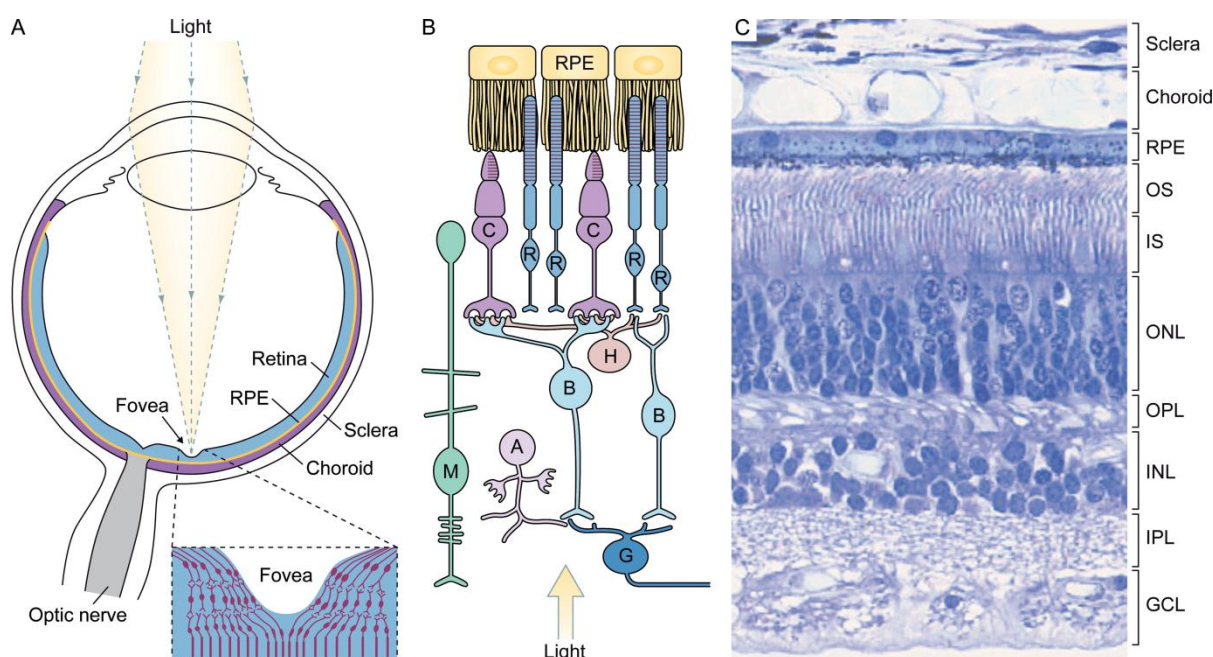 A
Light
Retina
RPE
Fovea
Sclera
Choroid
Fovea
Optic nerve
B
RPE
C
C
R
R
R
R
H
B
B
A
M
G
Light
C
Sclera
Choroid
RPE
OS
IS
ONL
OPL
INL
IPL
GCL